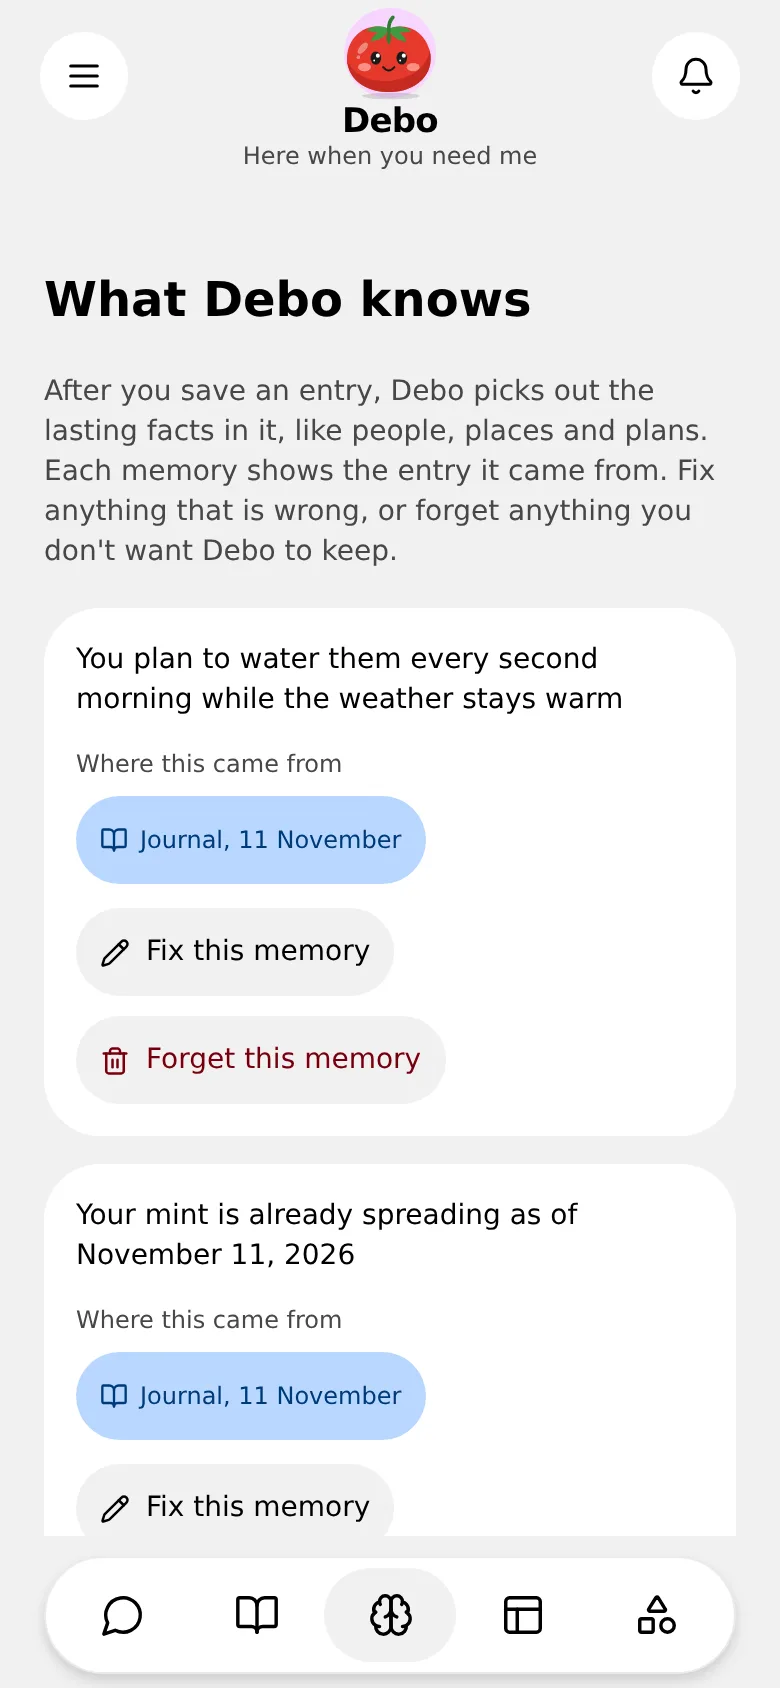 Debo
Here when you need me
What Debo knows
After you save an entry, Debo picks out the
lasting facts in it, like people, places and plans.
Each memory shows the entry it came from. Fix
anything that is wrong, or forget anything you
don't want Debo to keep.
You plan to water them every second
morning while the weather stays warm
Where this came from
Journal, 11 November
Fix this memory
Forget this memory
Your mint is already spreading as of
November 11, 2026
Where this came from
Journal, 11 November
Fix this memory